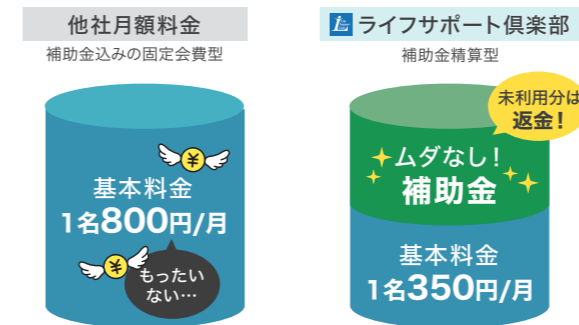 他社月額料金
補助金込みの固定会費型
¥
基本料金
1名800円/月
¥
もったい
ない…
ライフサポート倶楽部
補助金精算型
未利用分は
返金!
ムダなし!
補助金
基本料金
1名350円/月